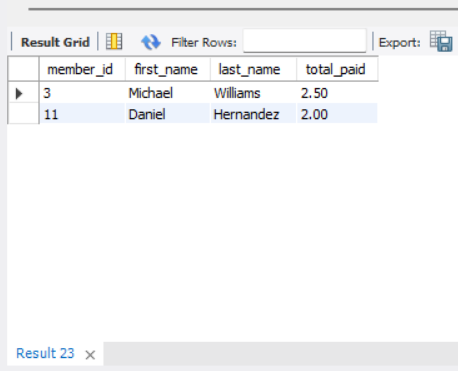 Result Grid Filter Rows: Export:
member_id first_name last_name total_paid
3 Michael Williams 2.50
11 Daniel Hernandez 2.00
Result 23 ×